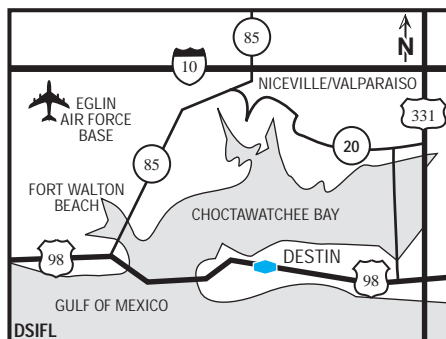 85
N
10
NICEVILLE/VALPARAISO
EGLIN
AIR FORCE
BASE
331
20
85
FORT WALTON
BEACH
CHOCTAWATCHEE BAY
98
DESTIN
98
GULF OF MEXICO
DSIFL